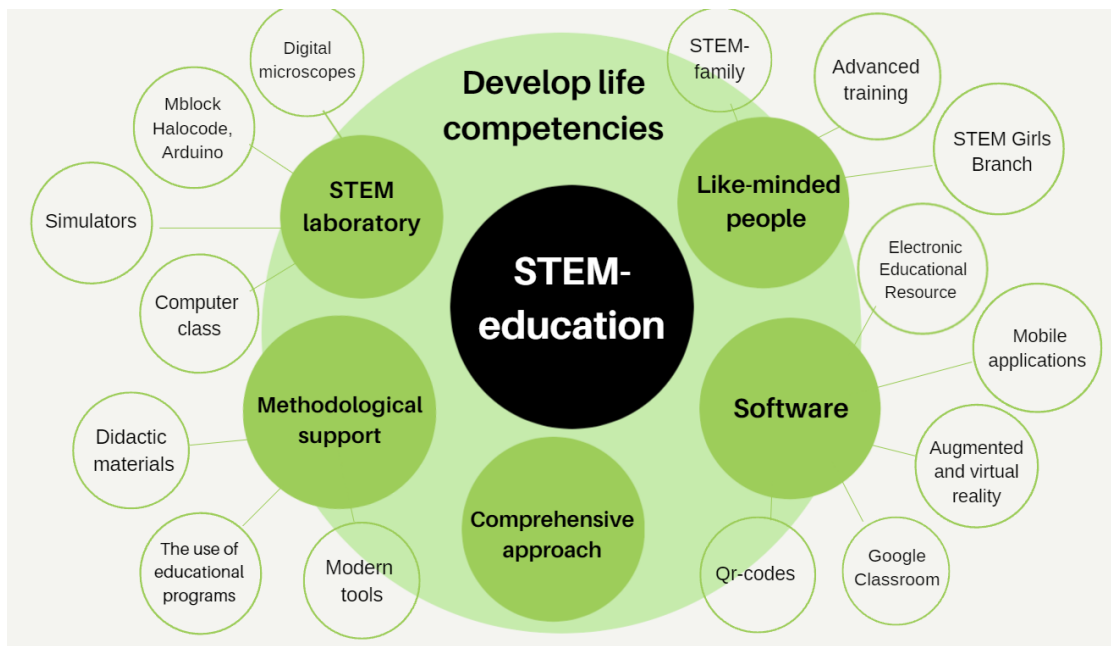 Develop life
competencies
STEM-
education
STEM
laboratory
Digital
microscopes
Mblock
Halocode,
Arduino
Simulators
Computer
class
Methodological
support
Didactic
materials
The use of
educational
programs
Modern
tools
Comprehensive
approach
Like-minded
people
STEM-
family
Advanced
training
STEM Girls
Branch
Software
Electronic
Educational
Resource
Mobile
applications
Augmented
and virtual
reality
Google
Classroom
Qr-codes